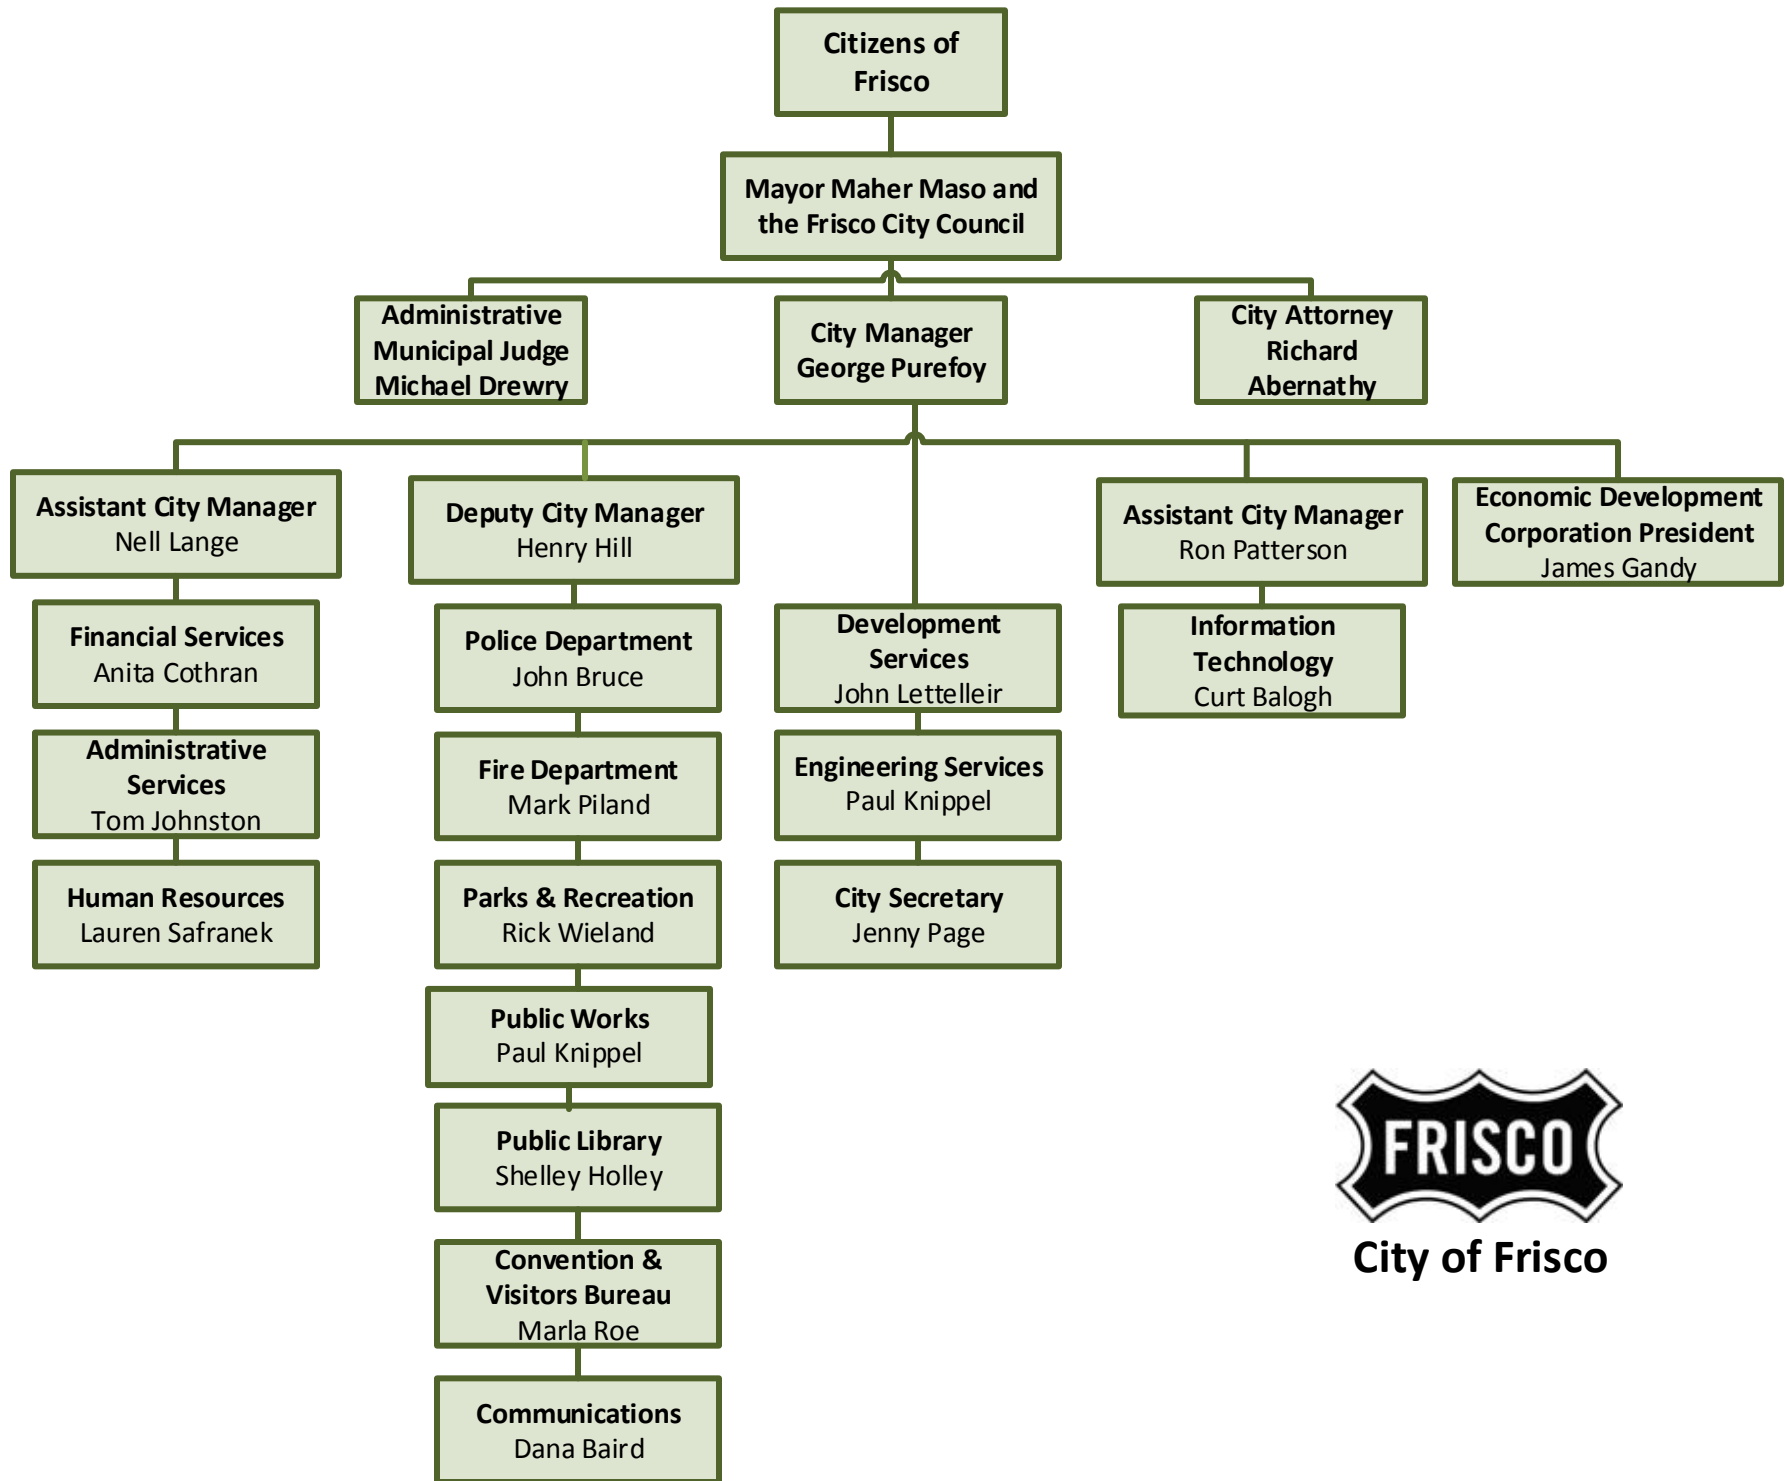 Citizens of
Frisco
Mayor Maher Maso and
the Frisco City Council
Administrative
Municipal Judge
Michael Drewry
City Manager
George Purefoy
City Attorney
Richard
Abernathy
Assistant City Manager
Nell Lange
Deputy City Manager
Henry Hill
Assistant City Manager
Ron Patterson
Economic Development
Corporation President
James Gandy
Financial Services
Anita Cothran
Police Department
John Bruce
Development
Services
John Lettelleir
Information
Technology
Curt Balogh
Administrative
Services
Tom Johnston
Fire Department
Mark Piland
Engineering Services
Paul Knippel
Human Resources
Lauren Safranek
Parks & Recreation
Rick Wieland
City Secretary
Jenny Page
Public Works
Paul Knippel
Public Library
Shelley Holley
Convention &
Visitors Bureau
Marla Roe
Communications
Dana Baird
FRISCO
City of Frisco